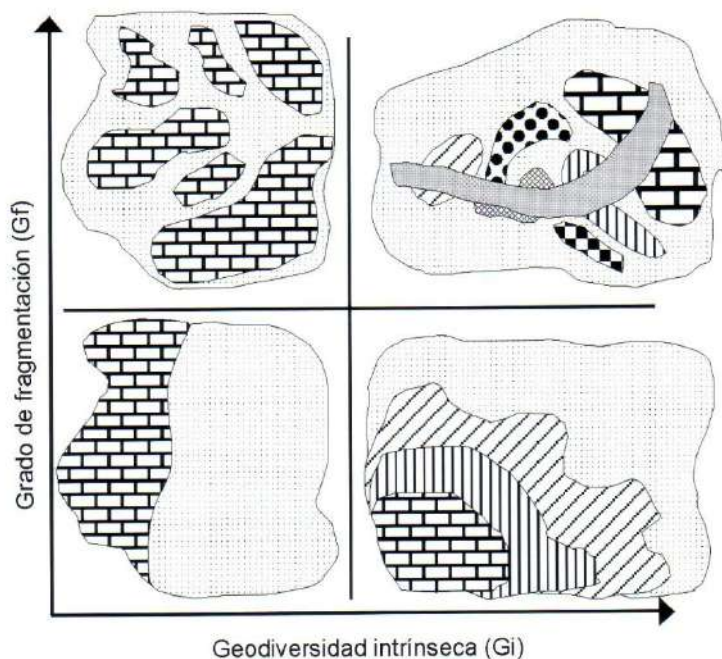 Grado de fragmentación (Gf)
Geodiversidad intrínseca (Gi)